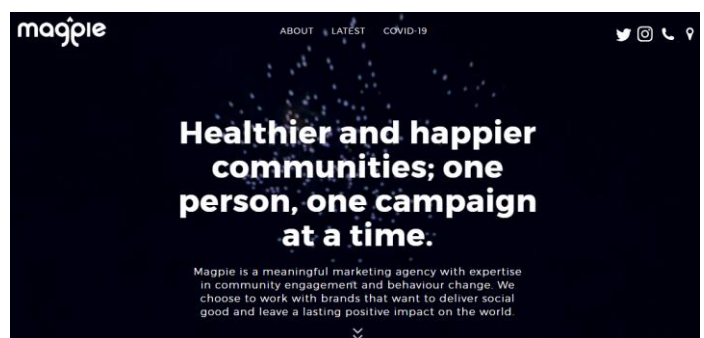 magpie
ABOUT LATEST COVID-19
Healthier and happier
communities; one
person, one campaign
at a time.
Magpie is a meaningful marketing agency with expertise
in community engagement and behaviour change. We
choose to work with brands that want to deliver social
good and leave a lasting positive impact on the world.